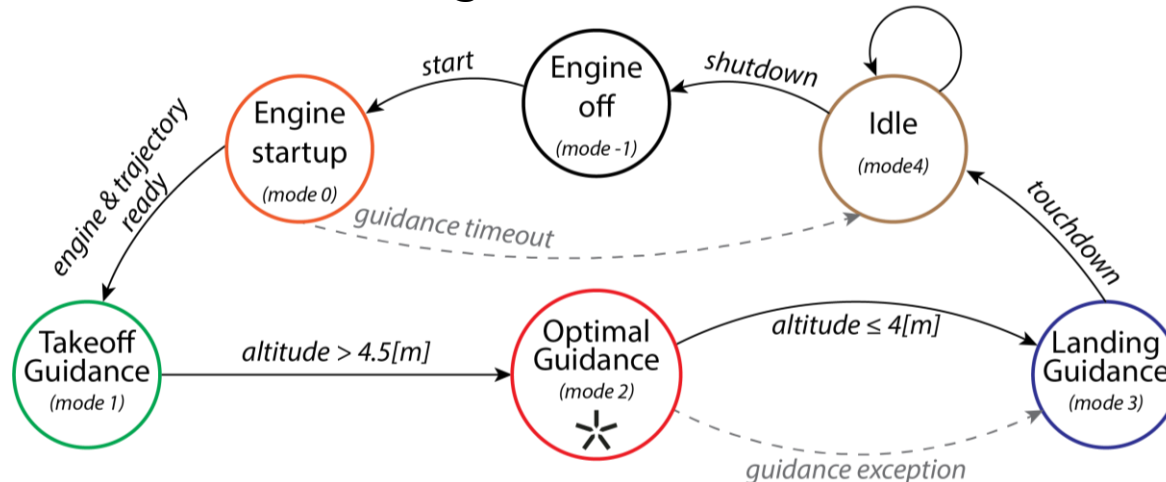 start
Engine
off
(mode -1)
shutdown
Idle
(mode4)
Engine
startup
(mode 0)
engine & trajectory
ready
guidance timeout
touchdown
Takeoff
Guidance
(mode 1)
altitude > 4.5[m]
Optimal
Guidance
(mode 2)
altitude ≤ 4[m]
Landing
Guidance
(mode 3)
guidance exception